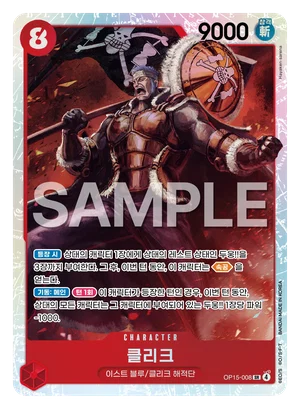 8
9000
참격
斬
SAMPLE
등장 시 상대의 캐릭터 1장에게 상대의 레스트 상태인 두웅!!을
3장까지 부여한다. 그 후, 이번 턴 동안, 이 캐릭터는 속공 을
얻는다.
기동: 메인 턴 1회 이 캐릭터가 등장한 턴인 경우, 이번 턴 동안,
상대의 모든 캐릭터는 그 캐릭터에 부여되어 있는 두웅!! 1장당 파워
-1000.
CHARACTER
클리크
이스트 블루/클리크 해적단
OP15-008
4